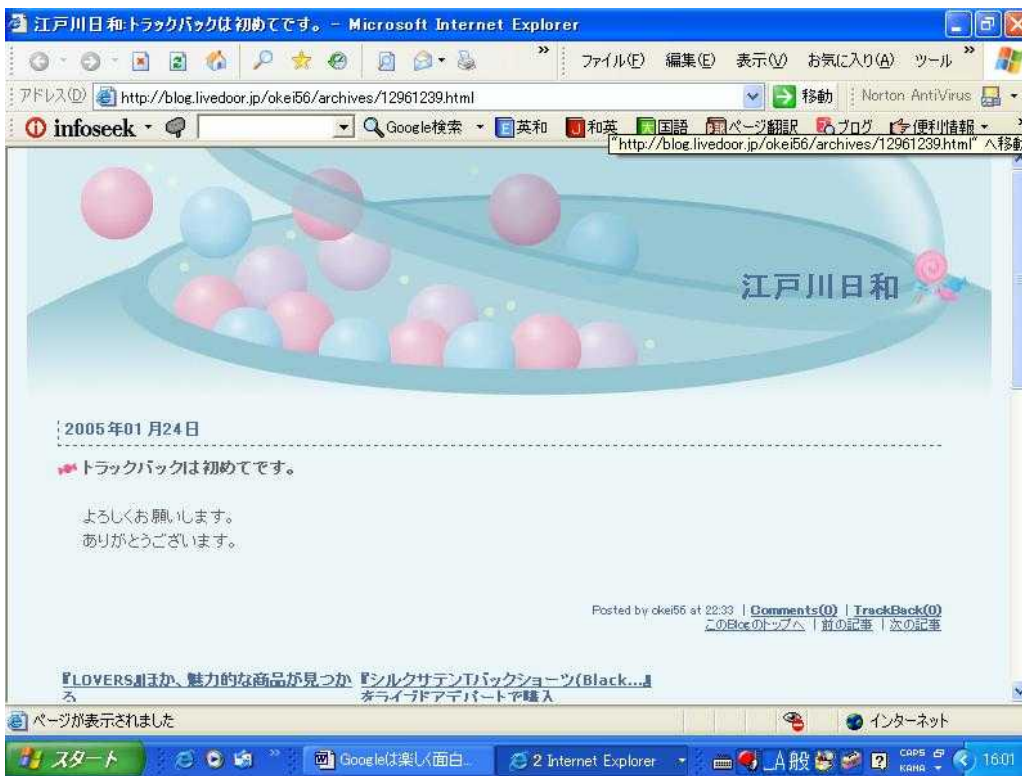 江戸川日和:トラックバックは初めてです。 - Microsoft Internet Explorer
ファイル(F) 編集(E) 表示(V) お気に入り(A) ツール
アドレス(D) http://blog.livedoor.jp/okei56/archives/12961239.html 移動 Norton AntiVirus
infoseek Google検索 英和 和英 国語 ページ翻訳 ブログ 便利情報
"http://blog.livedoor.jp/okei56/archives/12961239.html" へ移動
江戸川日和
2005年01月24日
トラックバックは初めてです。
よろしくお願いします。
ありがとうございます。
Posted by okei56 at 22:33 | Comments(0) | TrackBack(0)
このBlogのトップへ | 前の記事 | 次の記事
『LOVERS』ほか、魅力的な商品が見つか 『シルクサテンTバックショーツ(Black...』
る をライブドアデパートで購入
ページが表示されました インターネット
スタート Googleは楽しく面白... 2 Internet Explorer A 般 CAPS KANA 16:01